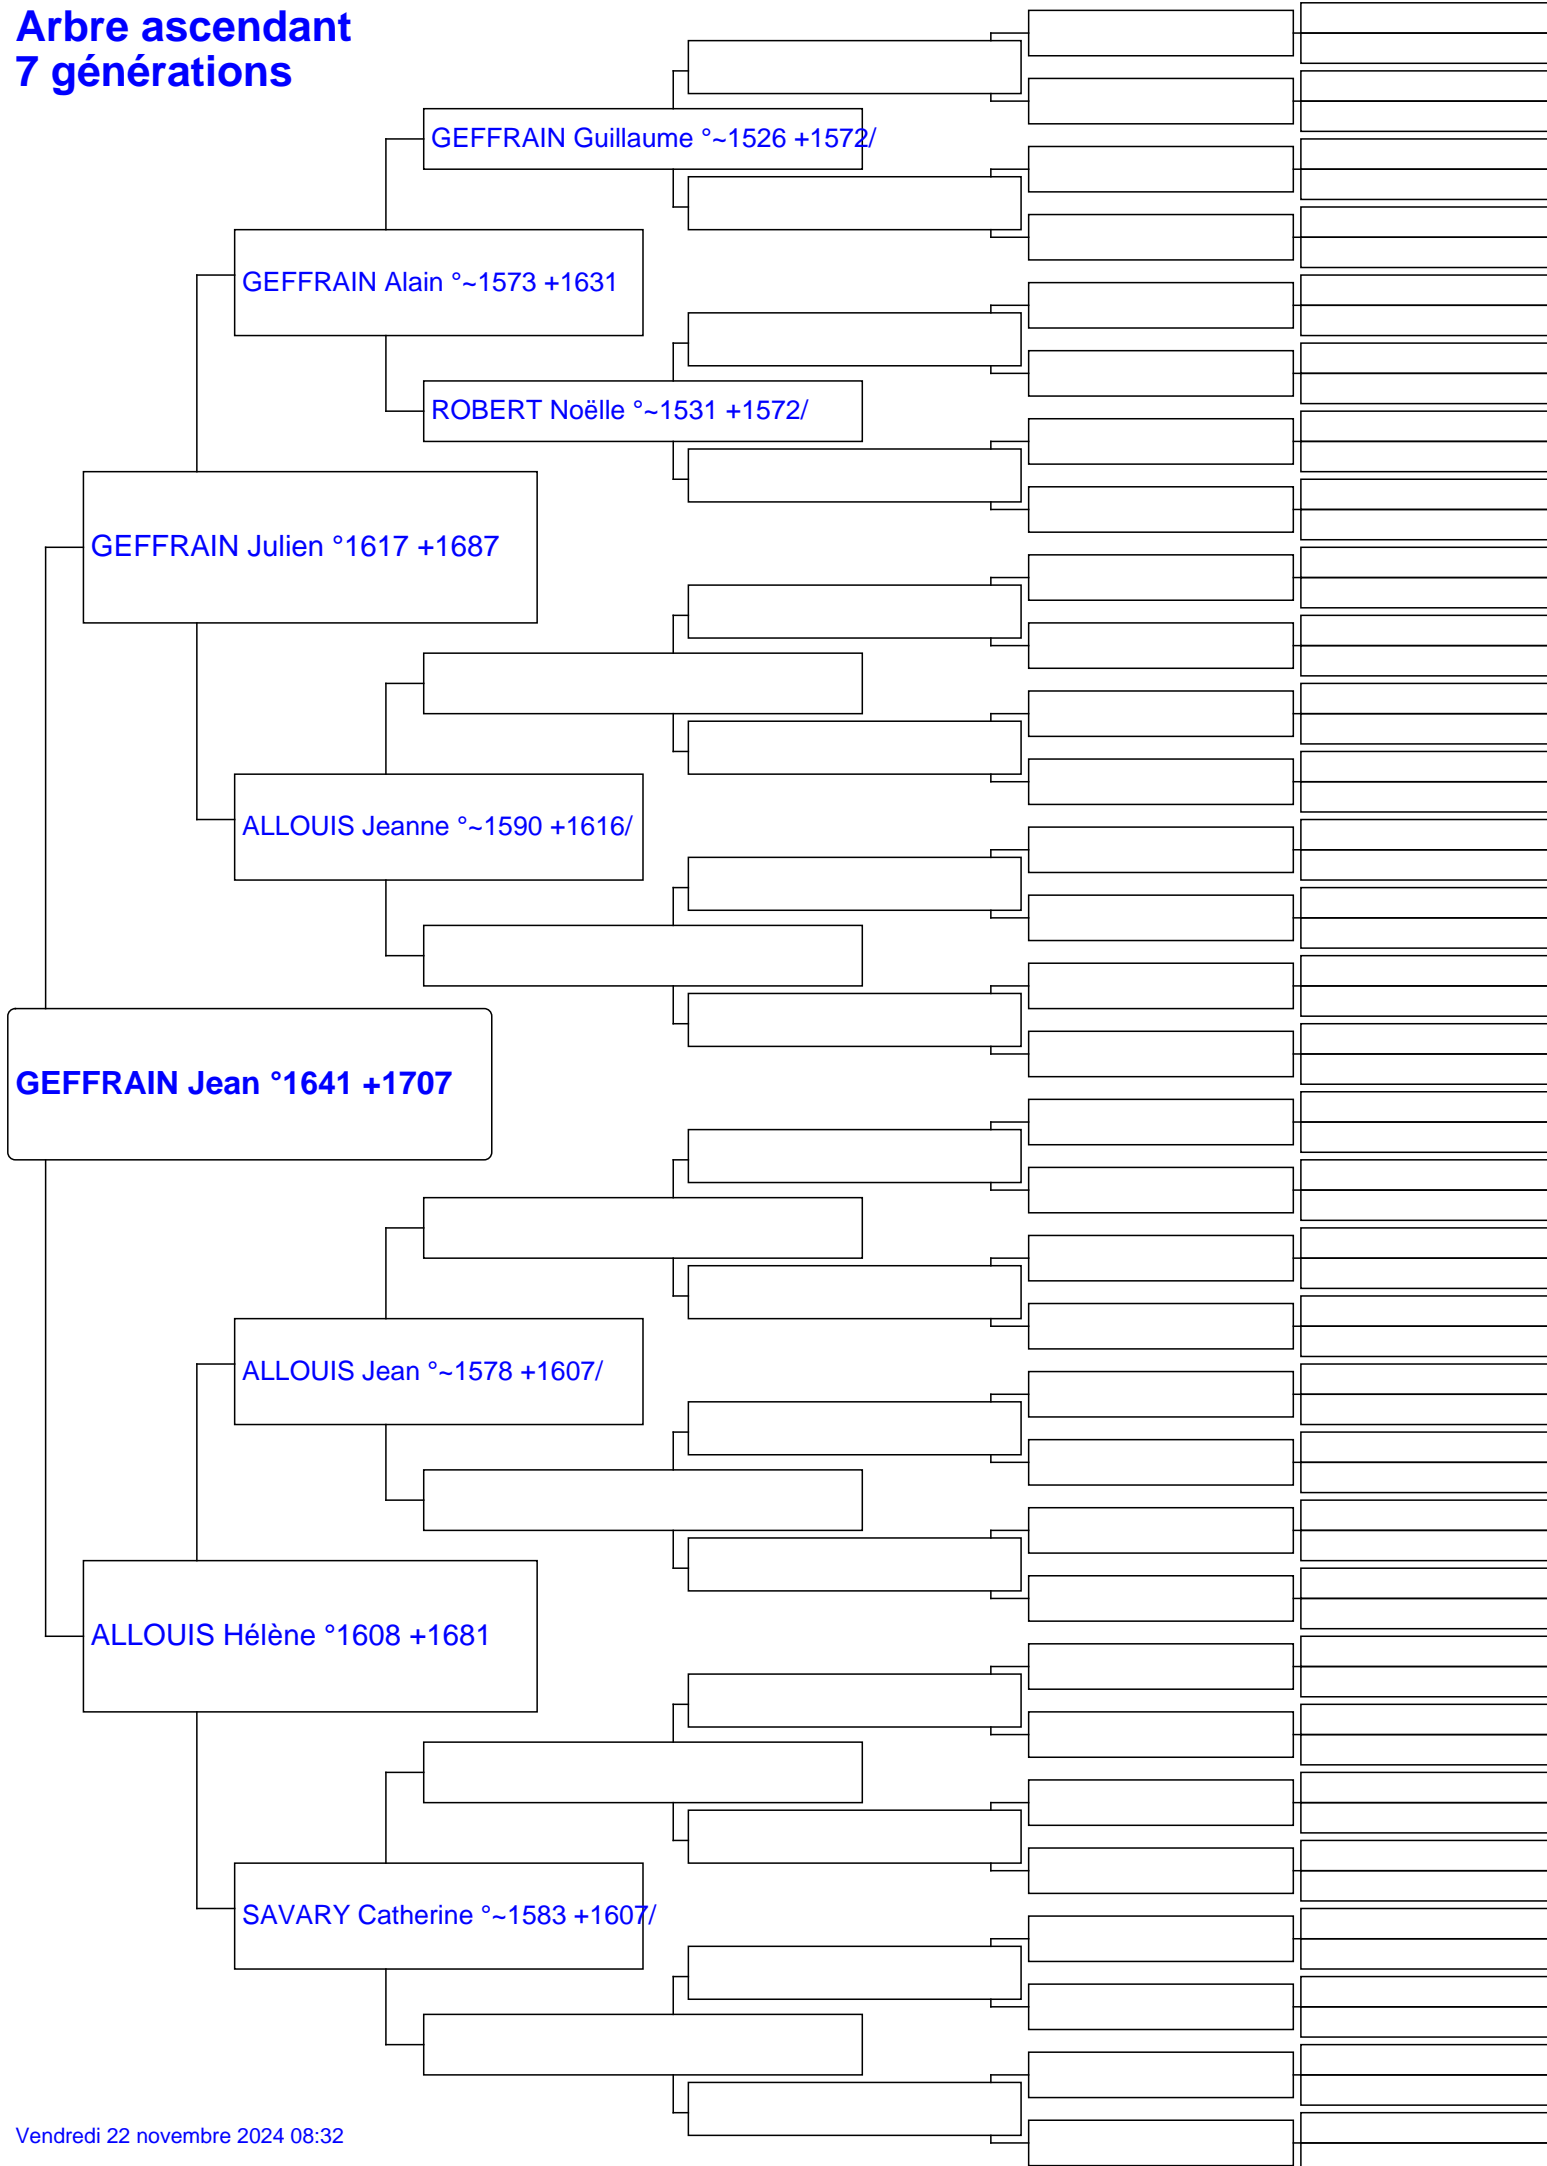 Arbre ascendant
7 générations
GEFFRAIN Guillaume °~1526 +1572/
GEFFRAIN Alain °~1573 +1631
ROBERT Noëlle °~1531 +1572/
GEFFRAIN Julien °1617 +1687
ALLOUIS Jeanne °~1590 +1616/
GEFFRAIN Jean °1641 +1707
ALLOUIS Jean °~1578 +1607/
ALLOUIS Hélène °1608 +1681
SAVARY Catherine °~1583 +1607/
Vendredi 22 novembre 2024 08:32